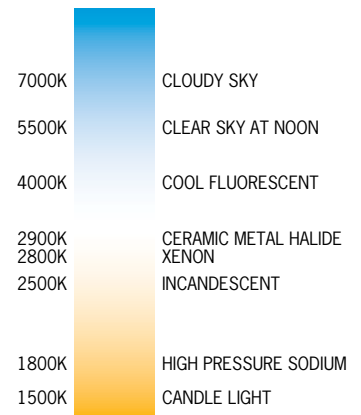 7000K CLOUDY SKY
5500K CLEAR SKY AT NOON
4000K COOL FLUORESCENT
2900K CERAMIC METAL HALIDE
2800K XENON
2500K INCANDESCENT
1800K HIGH PRESSURE SODIUM
1500K CANDLE LIGHT